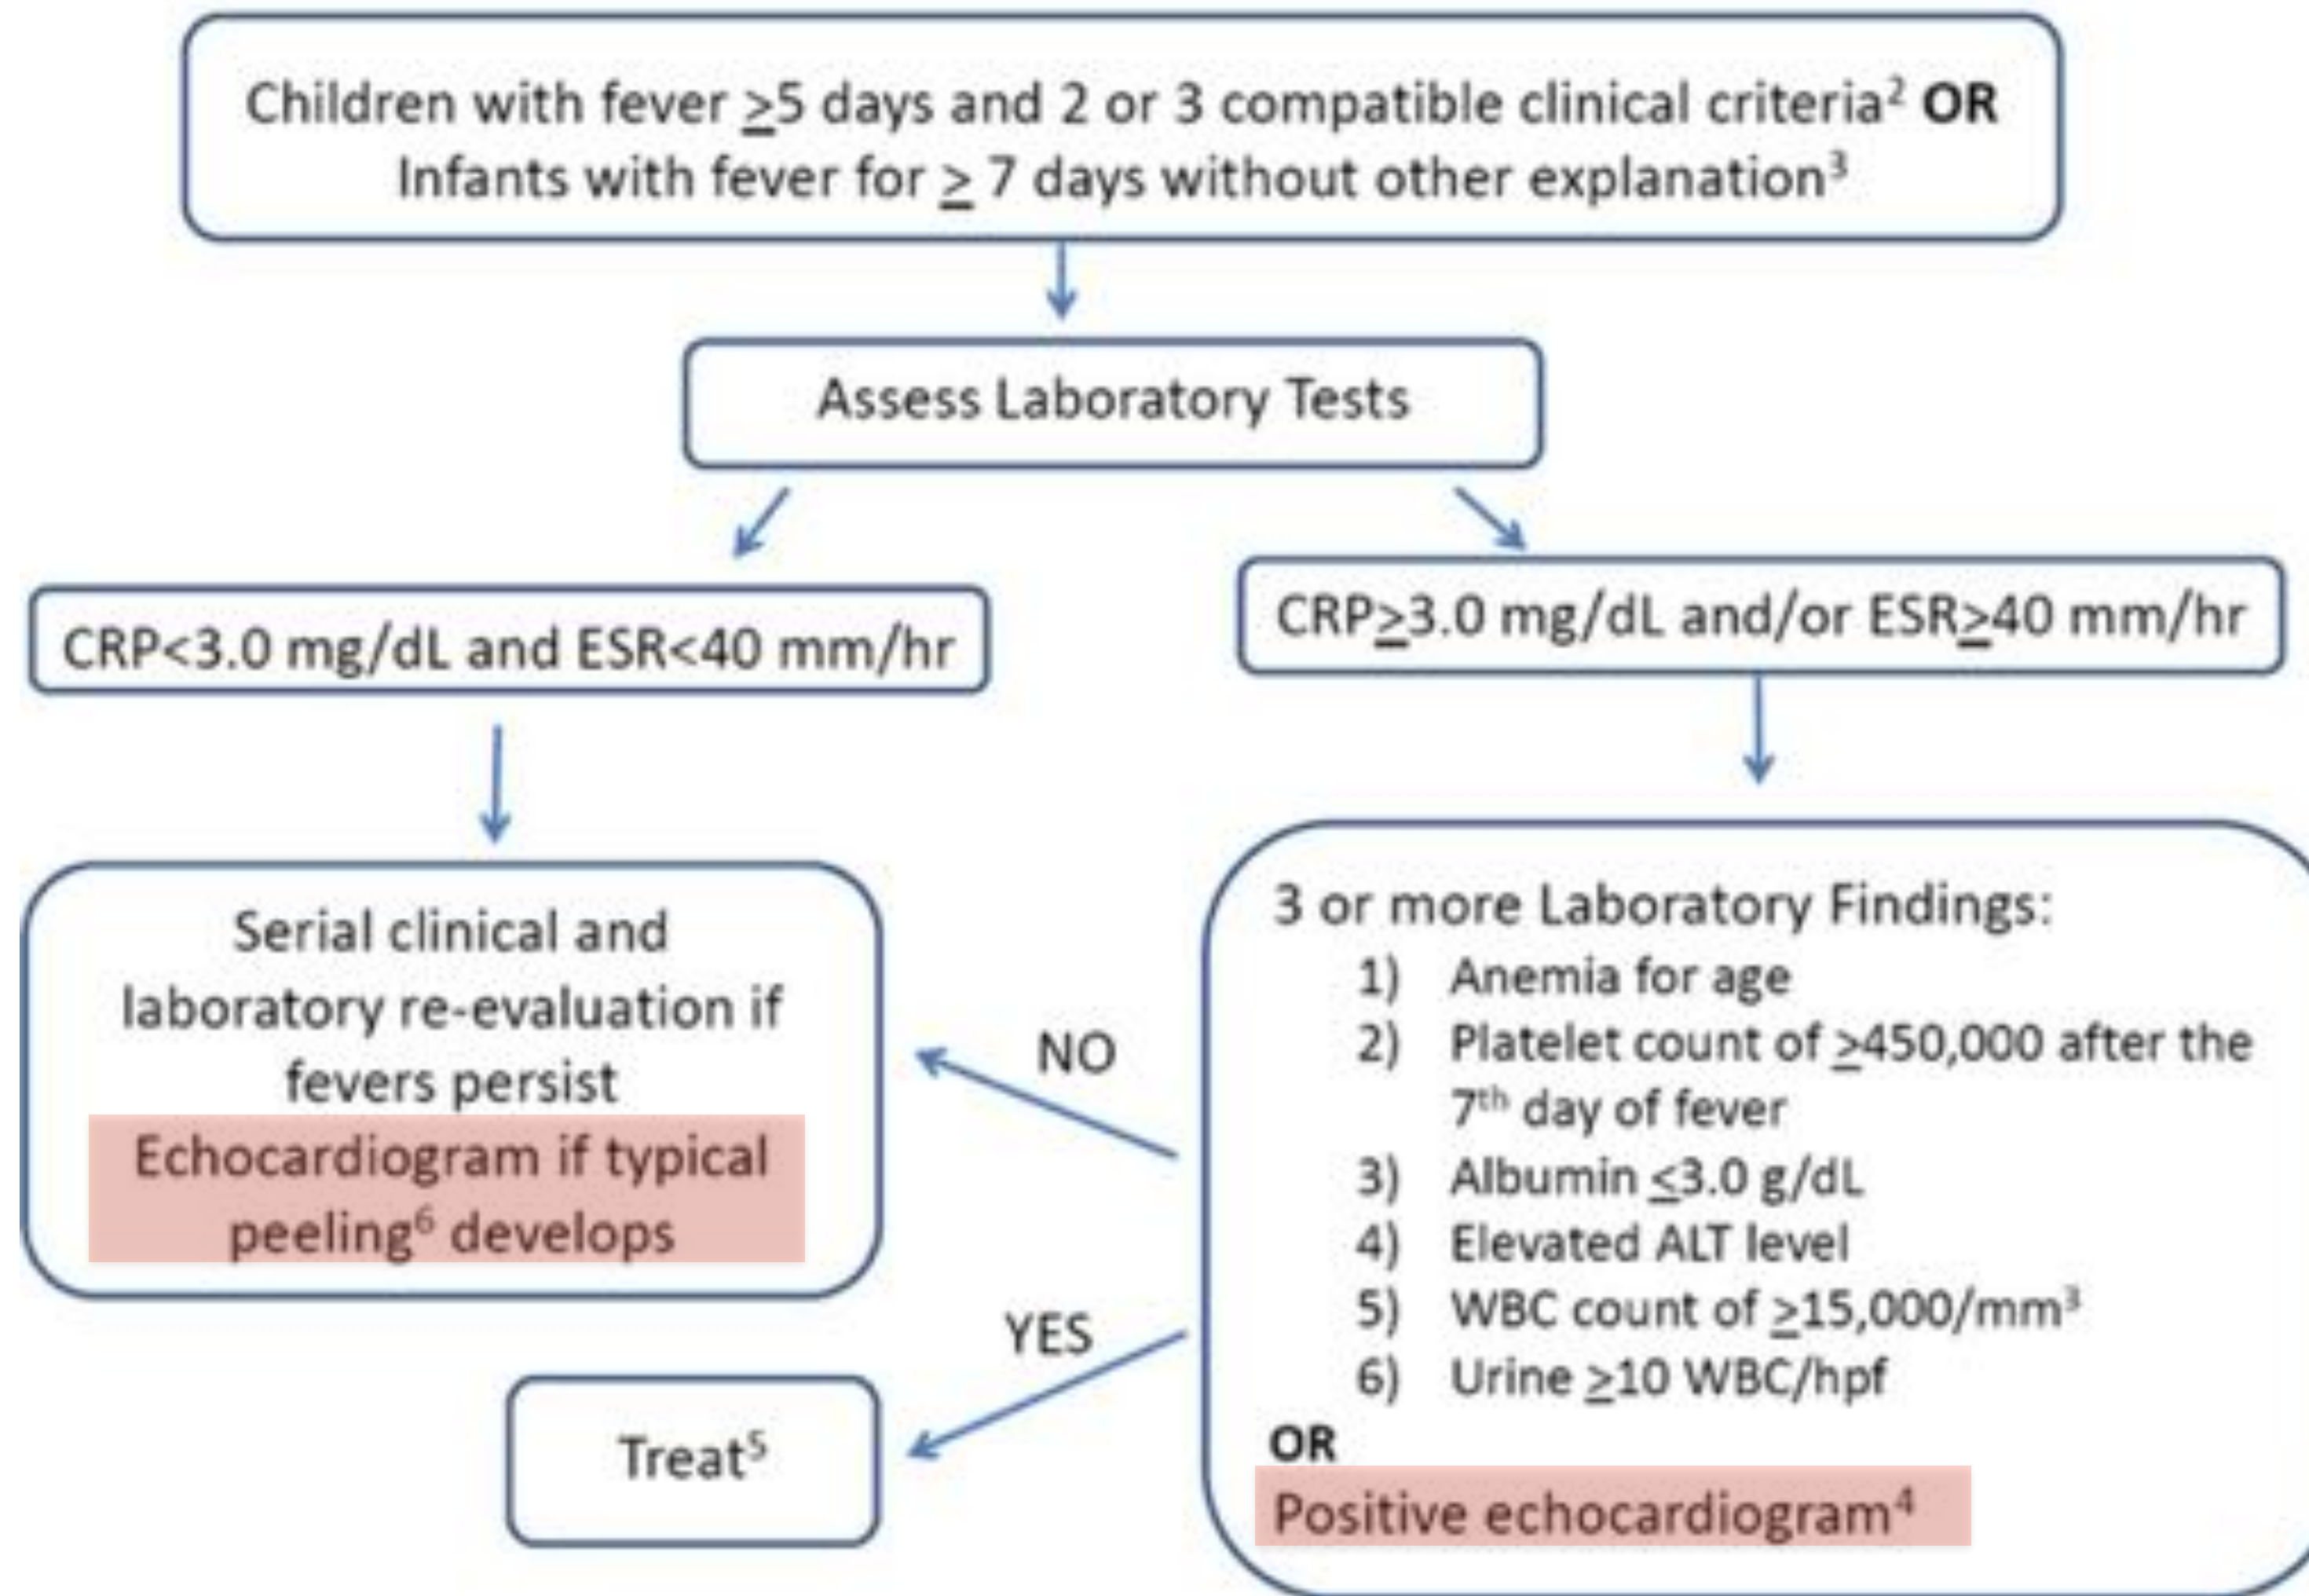 Children with fever ≥5 days and 2 or 3 compatible clinical criteria² OR
Infants with fever for ≥ 7 days without other explanation³
Assess Laboratory Tests
CRP<3.0 mg/dL and ESR<40 mm/hr
CRP≥3.0 mg/dL and/or ESR≥40 mm/hr
Serial clinical and
laboratory re-evaluation if
fevers persist
Echocardiogram if typical
peeling⁶ develops
NO
YES
Treat⁵
3 or more Laboratory Findings:
1) Anemia for age
2) Platelet count of ≥450,000 after the
7ᵗʰ day of fever
3) Albumin ≤3.0 g/dL
4) Elevated ALT level
5) WBC count of ≥15,000/mm³
6) Urine ≥10 WBC/hpf
OR
Positive echocardiogram⁴